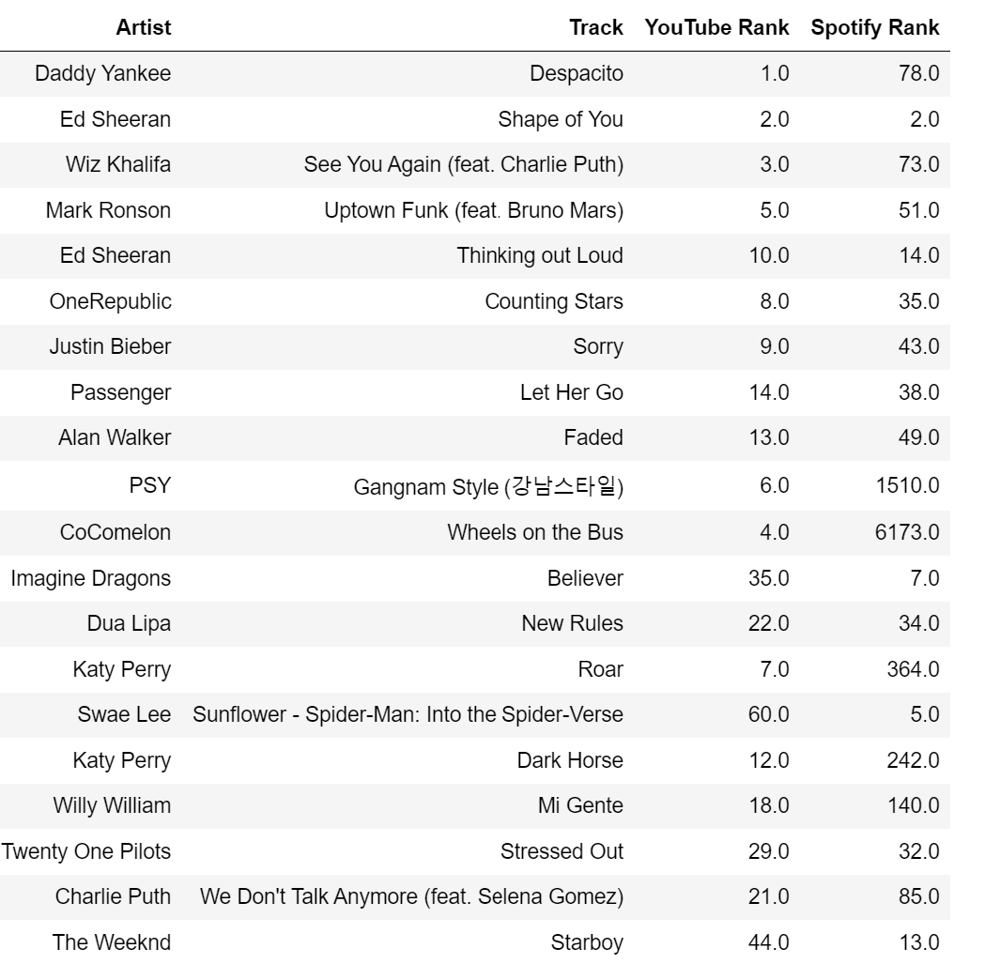 Artist Track YouTube Rank Spotify Rank
Daddy Yankee Despacito 1.0 78.0
Ed Sheeran Shape of You 2.0 2.0
Wiz Khalifa See You Again (feat. Charlie Puth) 3.0 73.0
Mark Ronson Uptown Funk (feat. Bruno Mars) 5.0 51.0
Ed Sheeran Thinking out Loud 10.0 14.0
OneRepublic Counting Stars 8.0 35.0
Justin Bieber Sorry 9.0 43.0
Passenger Let Her Go 14.0 38.0
Alan Walker Faded 13.0 49.0
PSY Gangnam Style (강남스타일) 6.0 1510.0
CoComelon Wheels on the Bus 4.0 6173.0
Imagine Dragons Believer 35.0 7.0
Dua Lipa New Rules 22.0 34.0
Katy Perry Roar 7.0 364.0
Swae Lee Sunflower - Spider-Man: Into the Spider-Verse 60.0 5.0
Katy Perry Dark Horse 12.0 242.0
Willy William Mi Gente 18.0 140.0
Twenty One Pilots Stressed Out 29.0 32.0
Charlie Puth We Don't Talk Anymore (feat. Selena Gomez) 21.0 85.0
The Weeknd Starboy 44.0 13.0